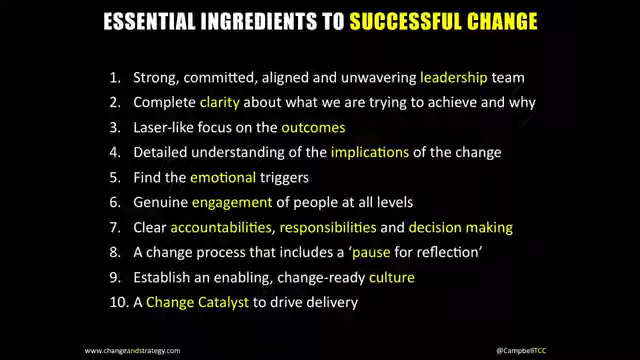 ESSENTIAL INGREDIENTS TO SUCCESSFUL CHANGE
1. Strong, committed, aligned and unwavering leadership team
2. Complete clarity about what we are trying to achieve and why
3. Laser-like focus on the outcomes
4. Detailed understanding of the implications of the change
5. Find the emotional triggers
6. Genuine engagement of people at all levels
7. Clear accountabilities, responsibilities and decision making
8. A change process that includes a ‘pause for reflection’
9. Establish an enabling, change-ready culture
10. A Change Catalyst to drive delivery
www.changeandstrategy.com @CampbellTCC